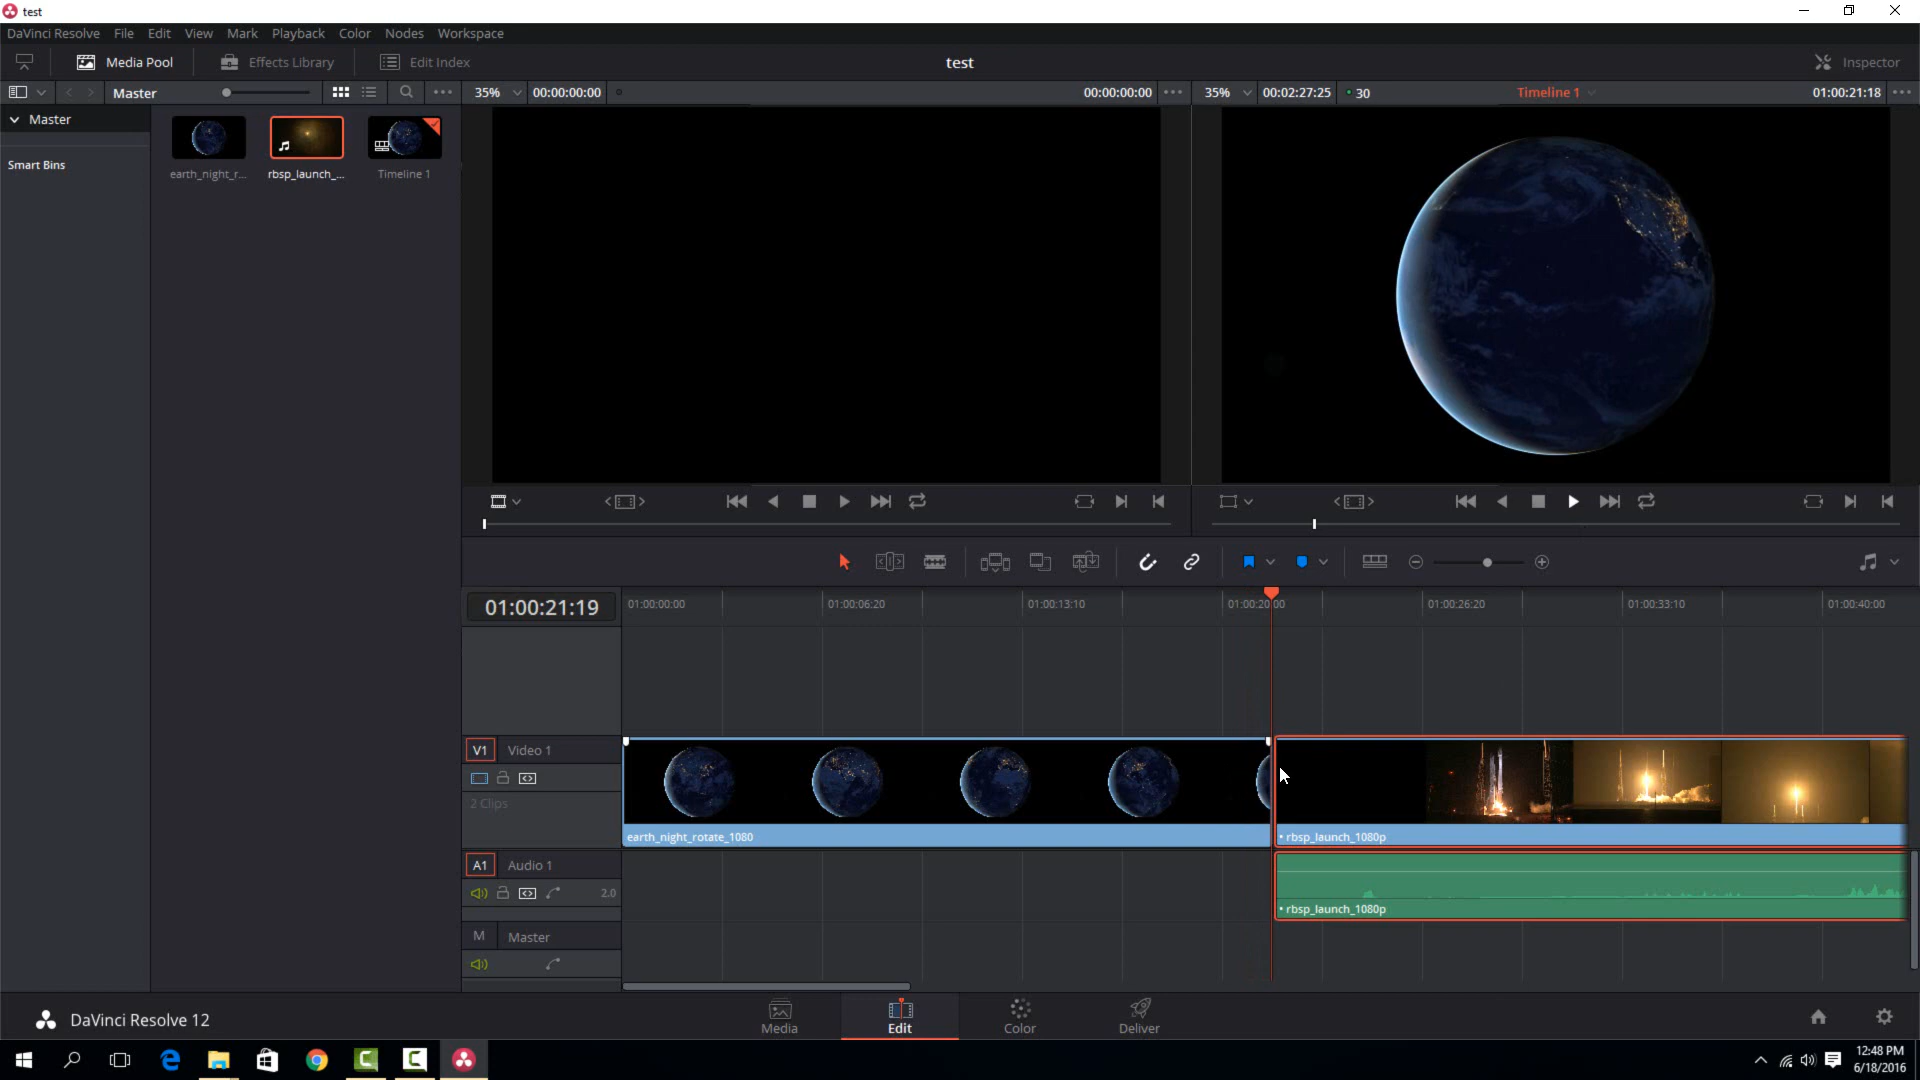 test
DaVinci Resolve File Edit View Mark Playback Color Nodes Workspace
Media Pool Effects Library Edit Index test Inspector
Master 35% 00:00:00:00 00:00:00:00 35% 00:02:27:25 30 Timeline 1 01:00:21:18
Master
Smart Bins
earth_night_r... rbsp_launch_... Timeline 1
01:00:21:19
01:00:00:00 01:00:06:20 01:00:13:10 01:00:20:00 01:00:26:20 01:00:33:10 01:00:40:00
V1 Video 1
2 Clips
earth_night_rotate_1080 • rbsp_launch_1080p
A1 Audio 1
2.0
• rbsp_launch_1080p
M Master
DaVinci Resolve 12
Media Edit Color Deliver
12:48 PM
6/18/2016